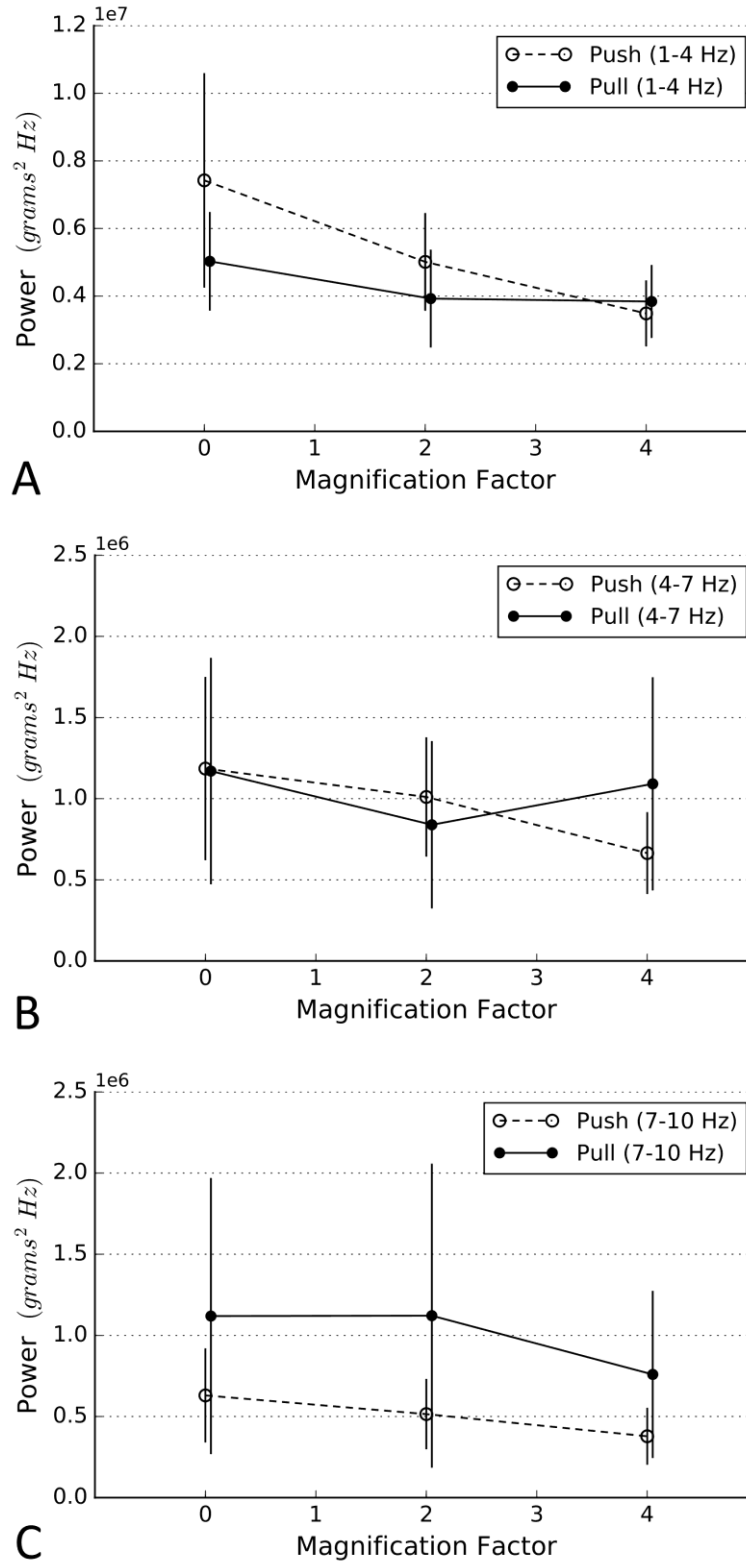 1e7
1.2
Push (1-4 Hz)
Pull (1-4 Hz)
1.0
0.8
0.6
0.4
0.2
0.0
Power (grams² Hz)
0 1 2 3 4
Magnification Factor
A
1e6
2.5
Push (4-7 Hz)
Pull (4-7 Hz)
2.0
1.5
1.0
0.5
0.0
Power (grams² Hz)
0 1 2 3 4
Magnification Factor
B
1e6
2.5
Push (7-10 Hz)
Pull (7-10 Hz)
2.0
1.5
1.0
0.5
0.0
Power (grams² Hz)
0 1 2 3 4
Magnification Factor
C